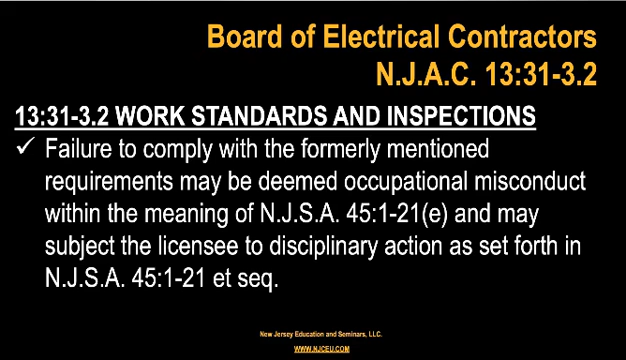 Board of Electrical Contractors
N.J.A.C. 13:31-3.2
13:31-3.2 WORK STANDARDS AND INSPECTIONS
✓ Failure to comply with the formerly mentioned
requirements may be deemed occupational misconduct
within the meaning of N.J.S.A. 45:1-21(e) and may
subject the licensee to disciplinary action as set forth in
N.J.S.A. 45:1-21 et seq.
New Jersey Education and Seminars, LLC.
WWW.NJCEU.COM